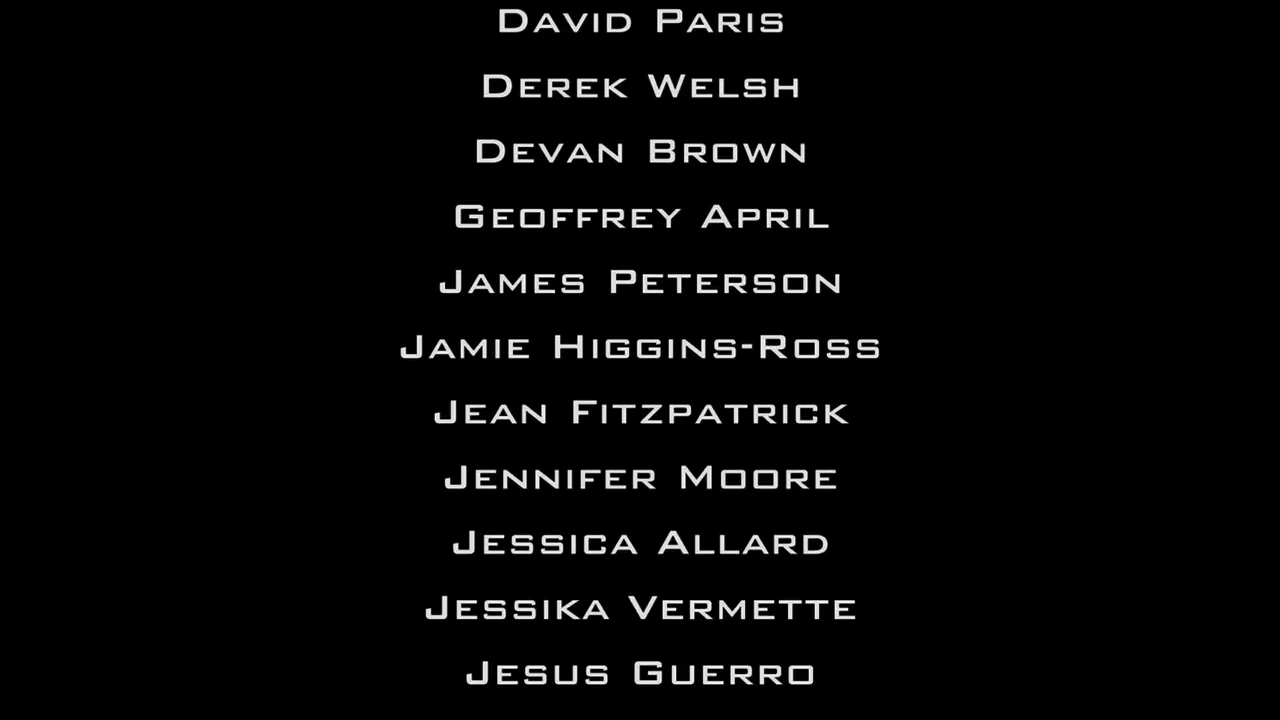 David Paris
Derek Welsh
Devan Brown
Geoffrey April
James Peterson
Jamie Higgins-Ross
Jean Fitzpatrick
Jennifer Moore
Jessica Allard
Jessika Vermette
Jesus Guerro